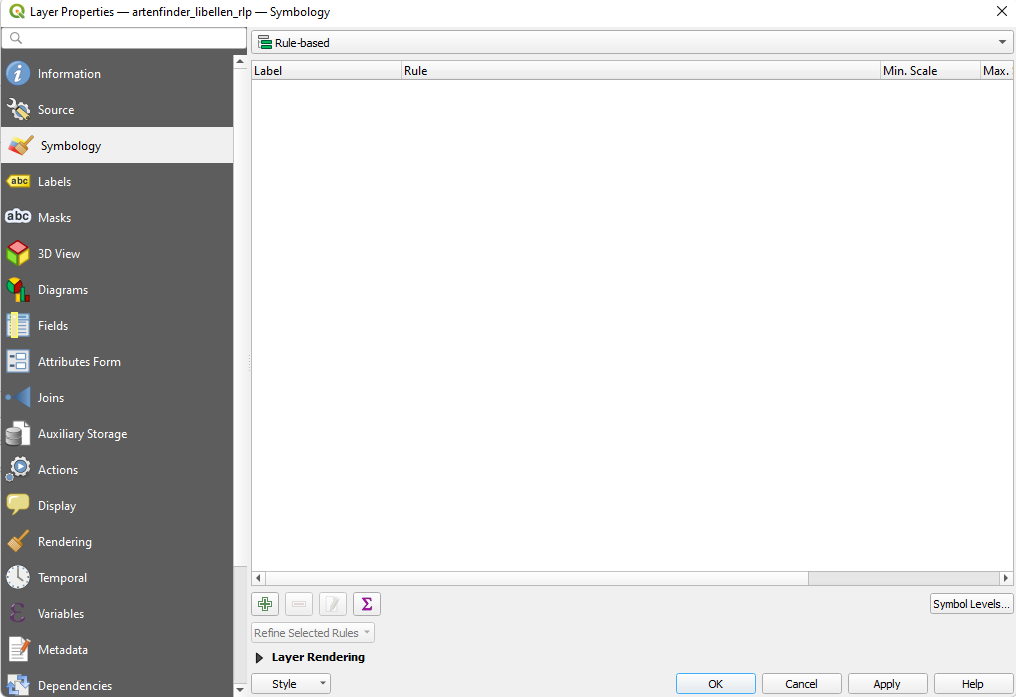 Layer Properties — artenfinder_libellen_rlp — Symbology
Rule-based
Label Rule Min. Scale Max.
Information
Source
Symbology
abc Labels
abc Masks
3D View
Diagrams
Fields
Attributes Form
Joins
Auxiliary Storage
Actions
Display
Rendering
Temporal
Variables
Metadata
Dependencies
Σ
Symbol Levels...
Refine Selected Rules
Layer Rendering
Style OK Cancel Apply Help